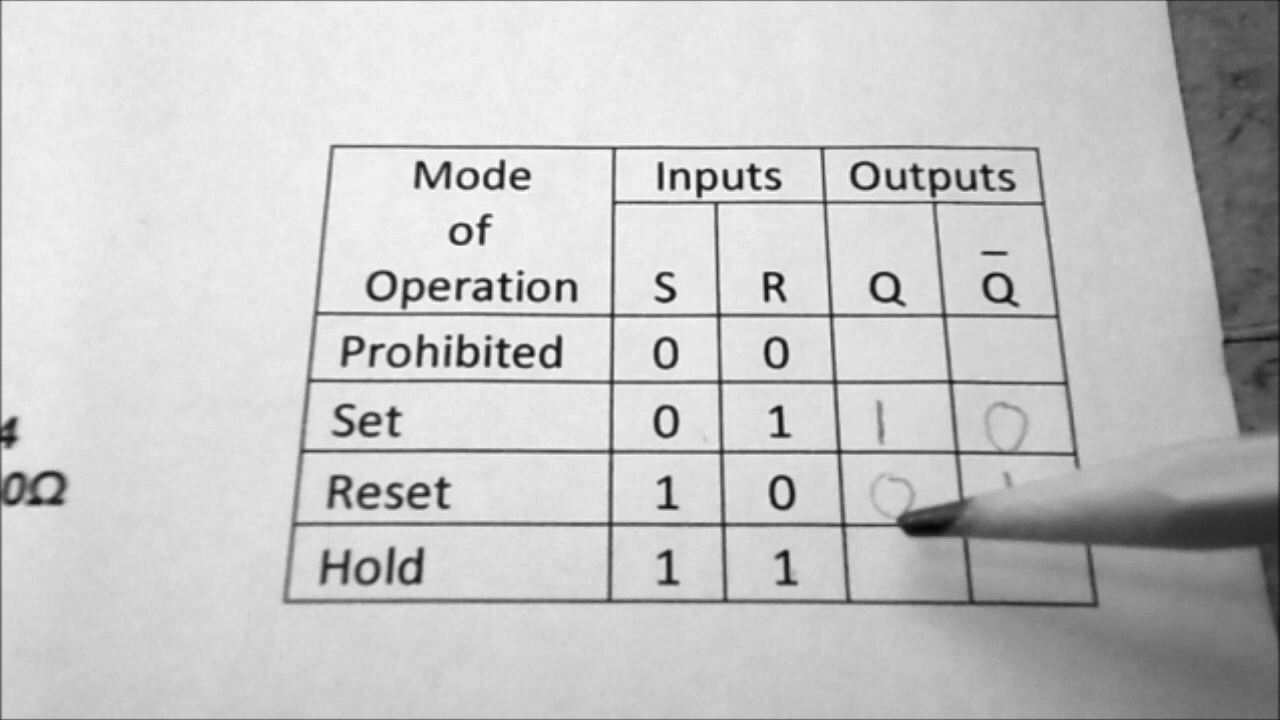 Mode of Operation Inputs Outputs
S R Q Q̅
Prohibited 0 0
Set 0 1 1 0
Reset 1 0 0
Hold 1 1
4
0Ω